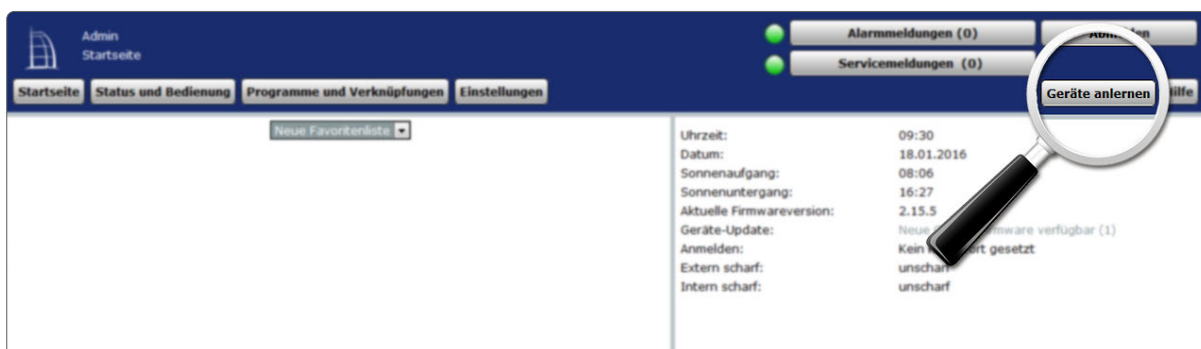 Admin
Startseite
Alarmmeldungen (0)
Servicemeldungen (0)
Startseite
Status und Bedienung
Programme und Verknüpfungen
Einstellungen
Geräte anlernen
Neue Favoritenliste
Uhrzeit: 09:30
Datum: 18.01.2016
Sonnenaufgang: 08:06
Sonnenuntergang: 16:27
Aktuelle Firmwareversion: 2.15.5
Geräte-Update: Neue verfügbar (1)
Anmelden: Kein gesetzt
Extern scharf: unscharf
Intern scharf: unscharf